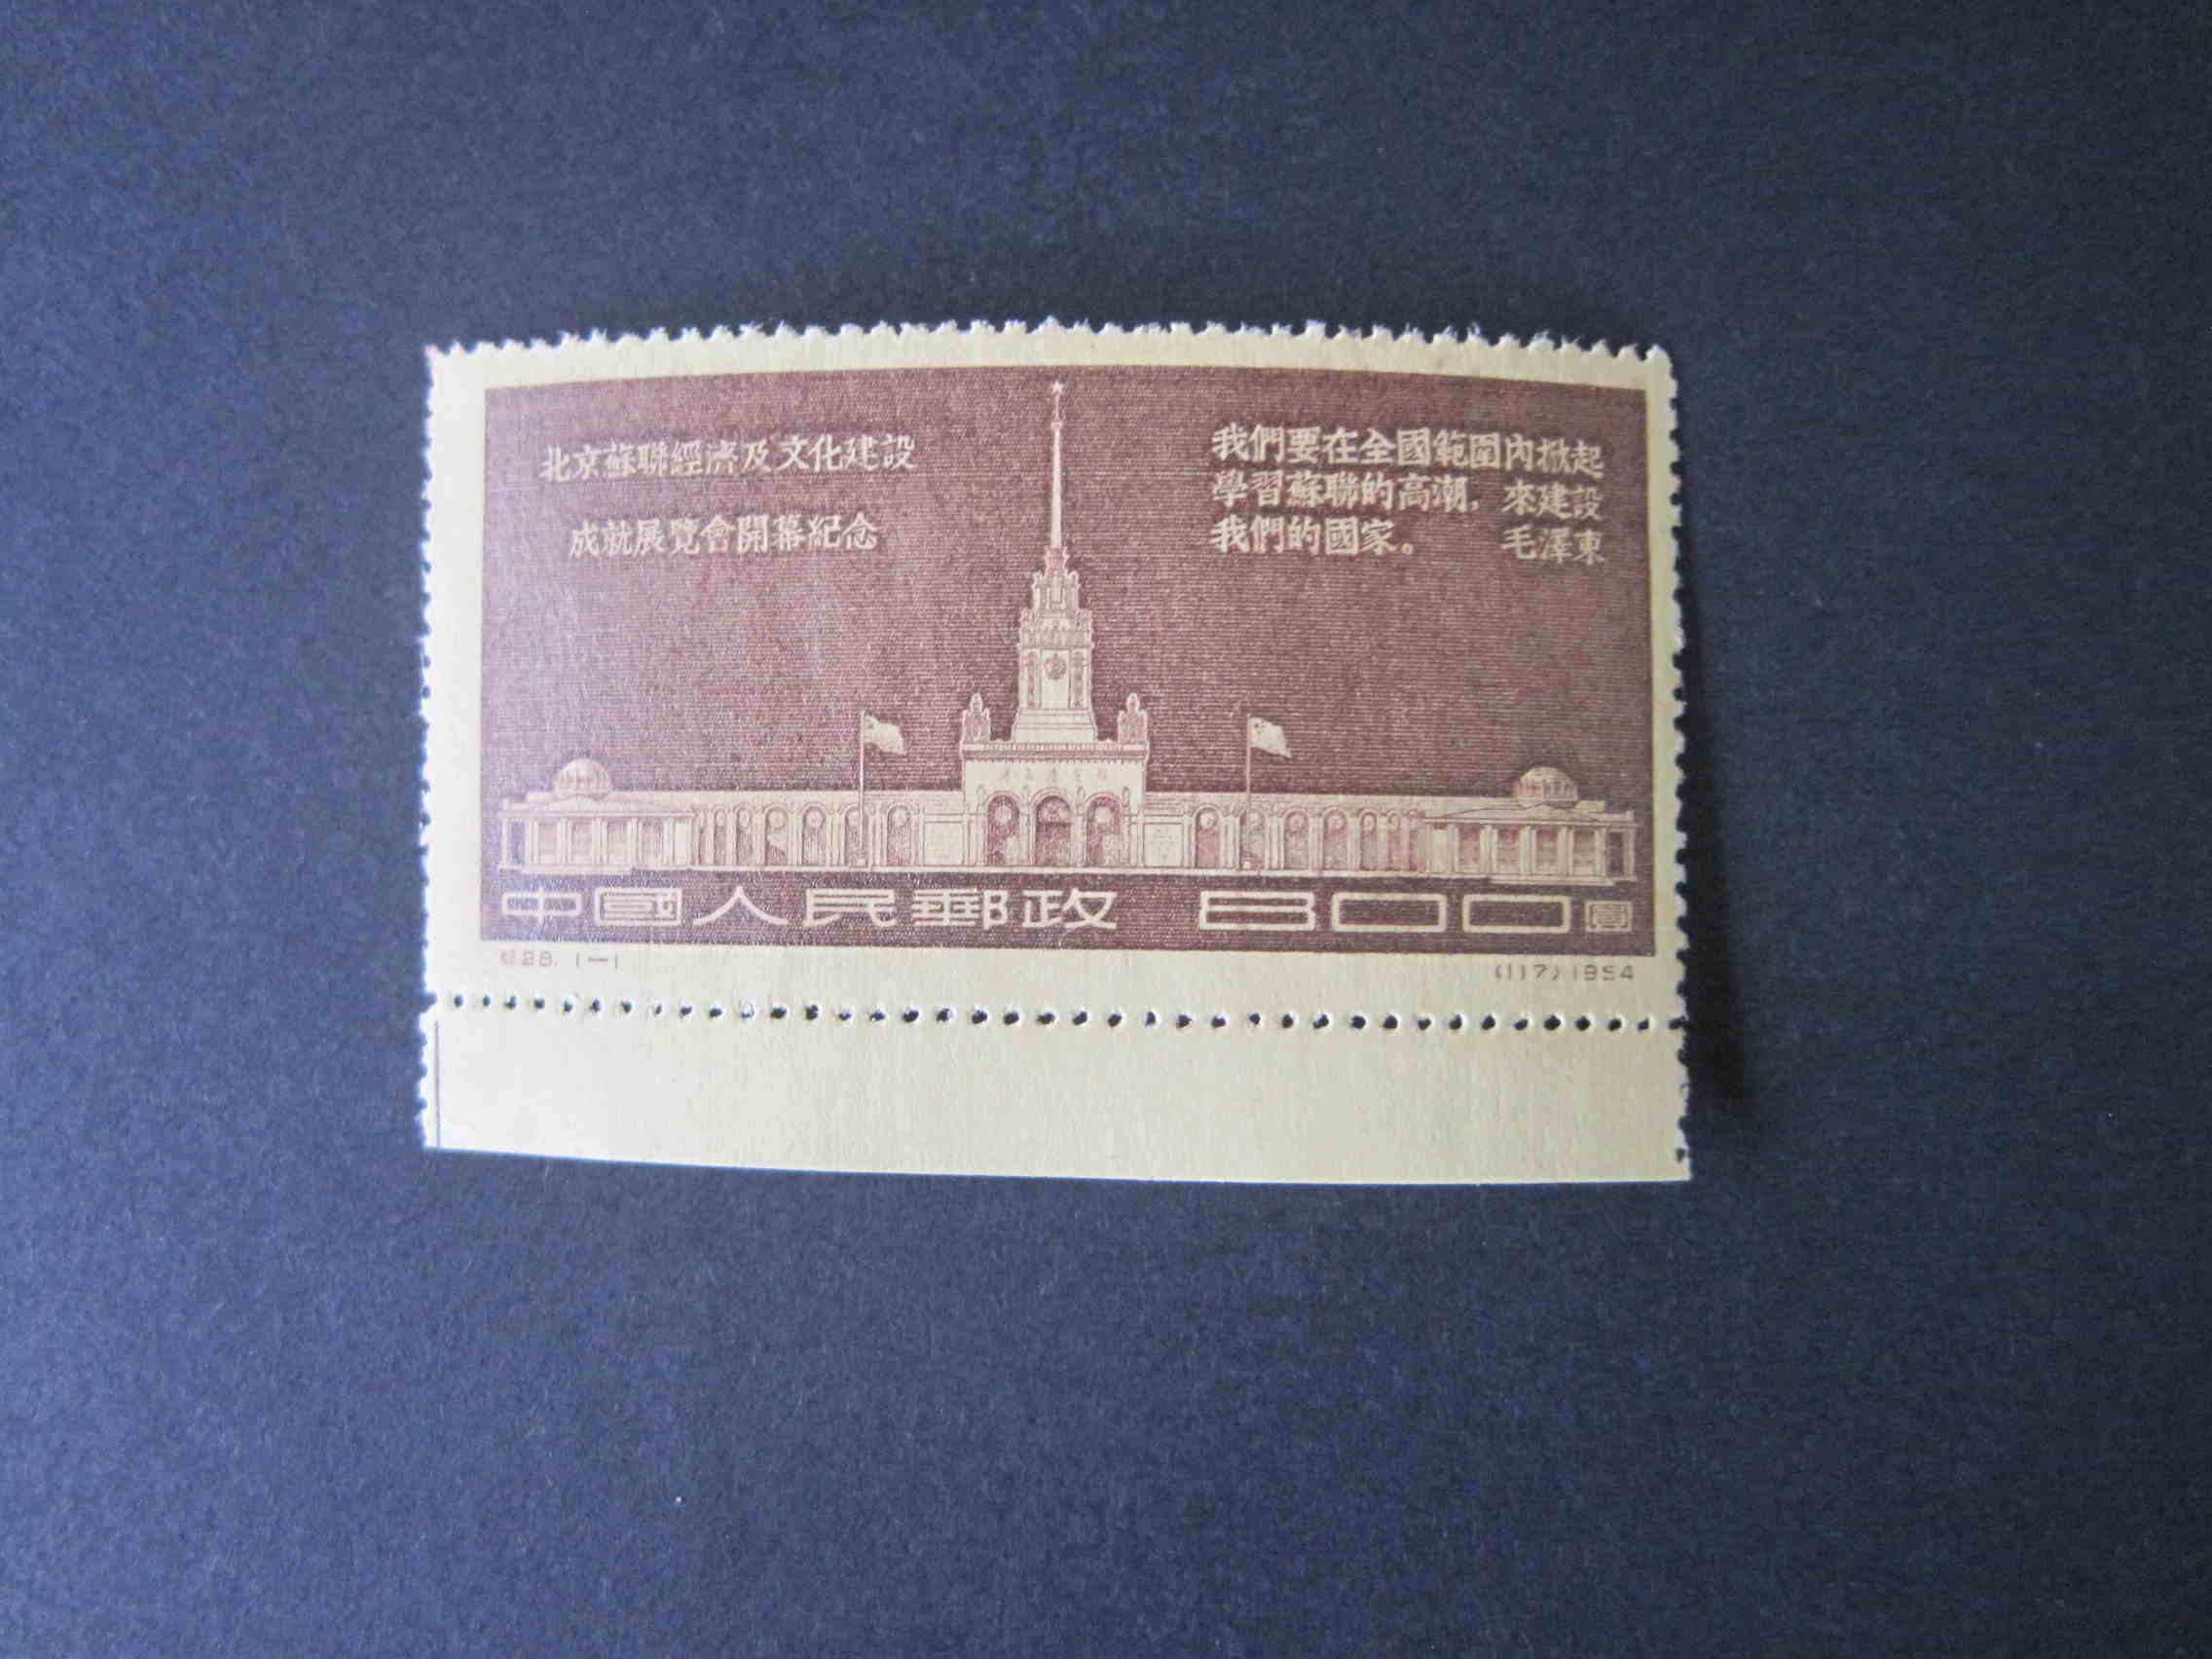 北京蘇聯經濟及文化建設
成就展覽會開幕紀念
我們要在全國範圍內掀起
學習蘇聯的高潮，來建設
我們的國家。 毛澤東
中國人民郵政 800圓
紀28. (一)
(117) 1954